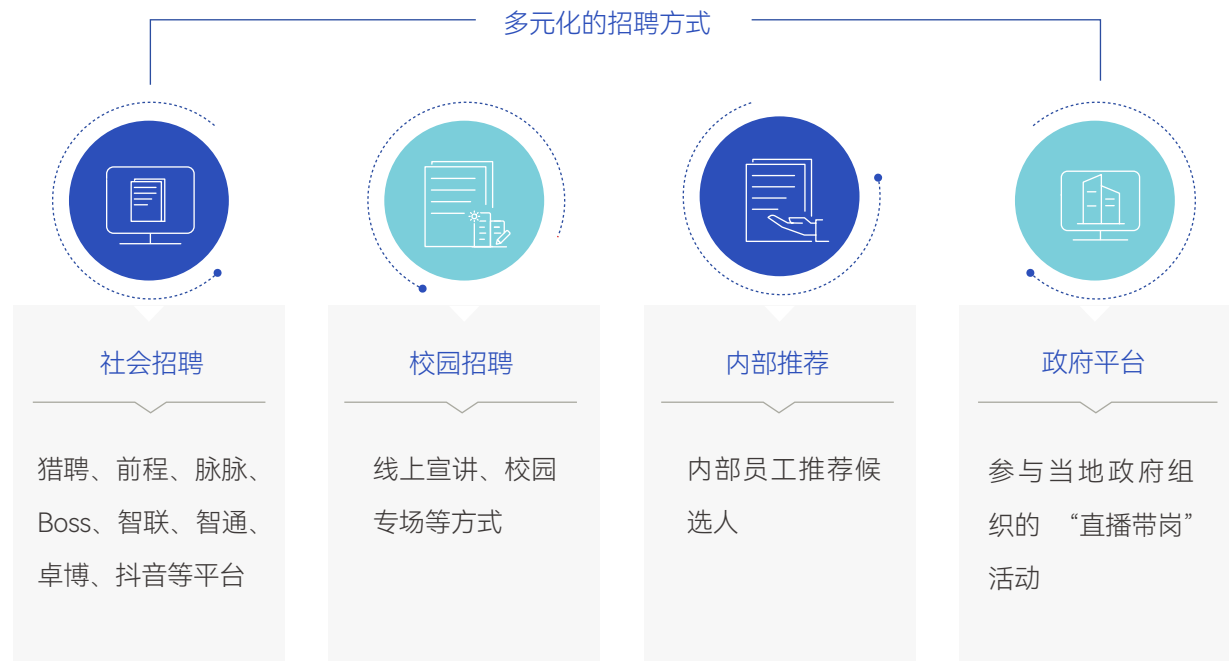 多元化的招聘方式
社会招聘
猎聘、前程、脉脉、
Boss、智联、智通、
卓博、抖音等平台
校园招聘
线上宣讲、校园
专场等方式
内部推荐
内部员工推荐候
选人
政府平台
参与当地政府组
织的 “直播带岗”
活动